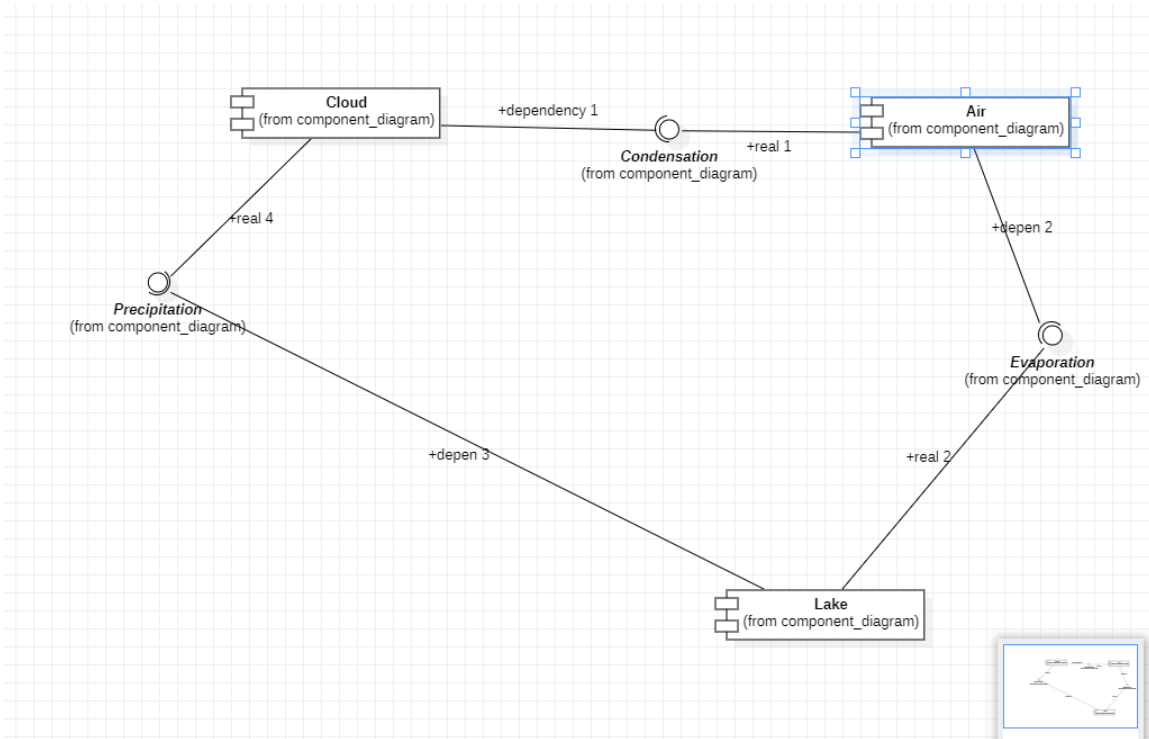 Cloud
(from component_diagram)
+dependency 1
Air
(from component_diagram)
+real 1
Condensation
(from component_diagram)
+real 4
+depen 2
Precipitation
(from component_diagram)
Evaporation
(from component_diagram)
+depen 3
+real 2
Lake
(from component_diagram)